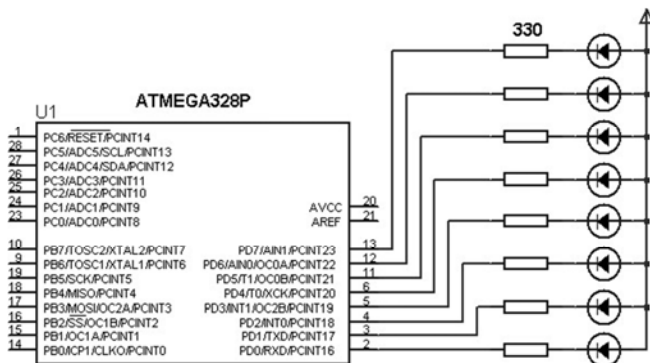 330
ATMEGA328P
U1
1 PC6/RESET/PCINT14
28 PC5/ADC5/SCL/PCINT13
27 PC4/ADC4/SDA/PCINT12
26 PC3/ADC3/PCINT11
25 PC2/ADC2/PCINT10
24 PC1/ADC1/PCINT9
23 PC0/ADC0/PCINT8
AVCC 20
AREF 21
10 PB7/TOSC2/XTAL2/PCINT7 PD7/AIN1/PCINT23 13
9 PB6/TOSC1/XTAL1/PCINT6 PD6/AIN0/OC0A/PCINT22 12
19 PB5/SCK/PCINT5 PD5/T1/OC0B/PCINT21 11
18 PB4/MISO/PCINT4 PD4/T0/XCK/PCINT20 6
17 PB3/MOSI/OC2A/PCINT3 PD3/INT1/OC2B/PCINT19 5
16 PB2/SS/OC1B/PCINT2 PD2/INT0/PCINT18 4
15 PB1/OC1A/PCINT1 PD1/TXD/PCINT17 3
14 PB0/ICP1/CLKO/PCINT0 PD0/RXD/PCINT16 2